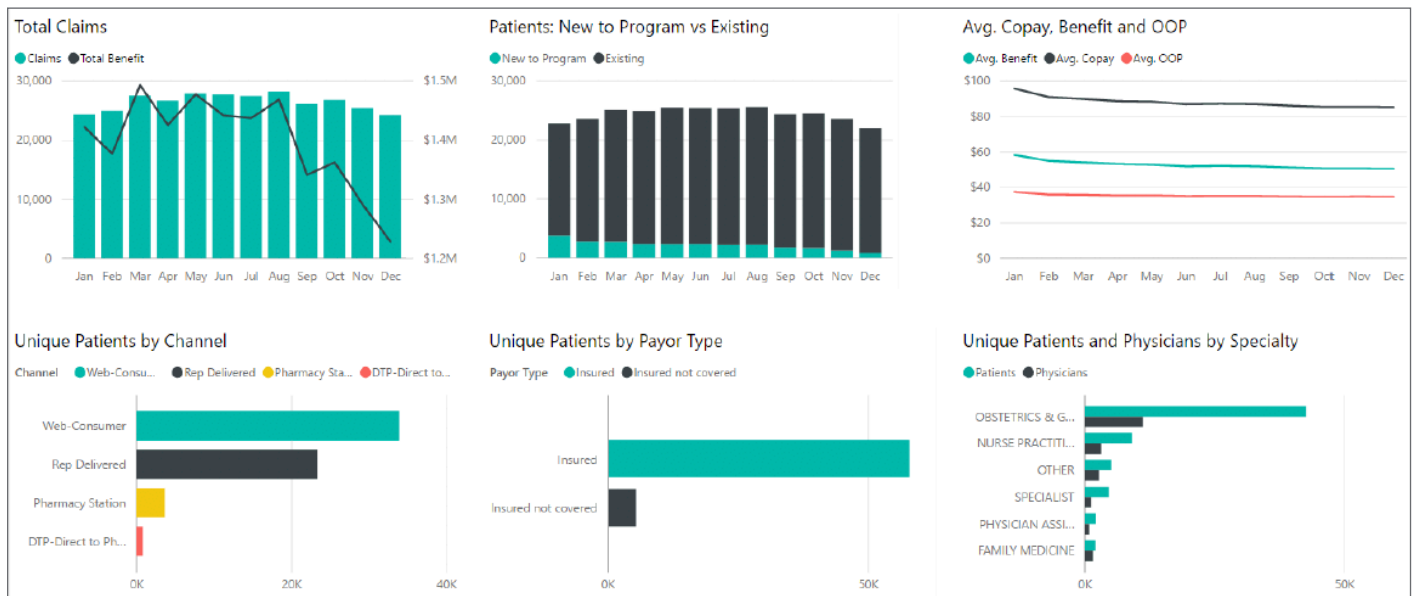 Total Claims
Claims Total Benefit
30,000
20,000
10,000
0
$1.5M
$1.4M
$1.3M
$1.2M
Jan Feb Mar Apr May Jun Jul Aug Sep Oct Nov Dec
Patients: New to Program vs Existing
New to Program Existing
30,000
20,000
10,000
0
Jan Feb Mar Apr May Jun Jul Aug Sep Oct Nov Dec
Avg. Copay, Benefit and OOP
Avg. Benefit Avg. Copay Avg. OOP
$100
$80
$60
$40
$20
$0
Jan Feb Mar Apr May Jun Jul Aug Sep Oct Nov Dec
Unique Patients by Channel
Channel Web-Consu... Rep Delivered Pharmacy Sta... DTP-Direct to...
Web-Consumer
Rep Delivered
Pharmacy Station
DTP-Direct to Ph...
0K 20K 40K
Unique Patients by Payor Type
Payor Type Insured Insured not covered
Insured
Insured not covered
0K 50K
Unique Patients and Physicians by Specialty
Patients Physicians
OBSTETRICS & G...
NURSE PRACTITI...
OTHER
SPECIALIST
PHYSICIAN ASSI...
FAMILY MEDICINE
0K 50K